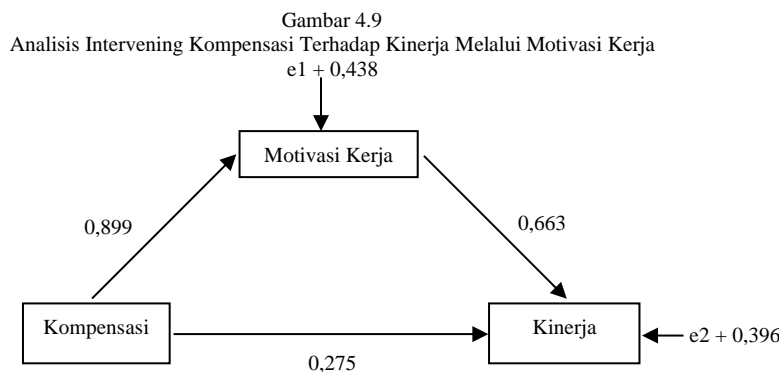 Gambar 4.9
Analisis Intervening Kompensasi Terhadap Kinerja Melalui Motivasi Kerja
e1 + 0,438
Motivasi Kerja
0,899
0,663
Kompensasi
Kinerja
e2 + 0,396
0,275